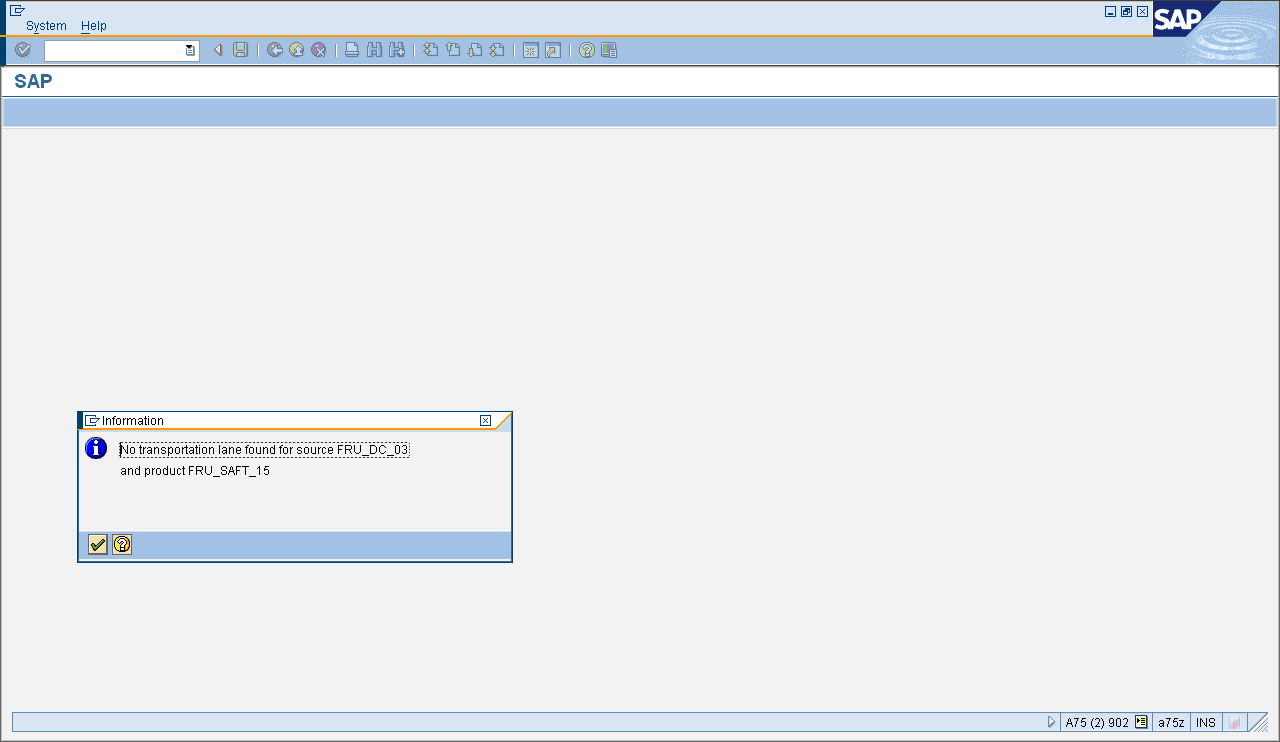 System Help
SAP
SAP
Information
No transportation lane found for source FRU_DC_03
and product FRU_SAFT_15
A75 (2) 902 a75z INS